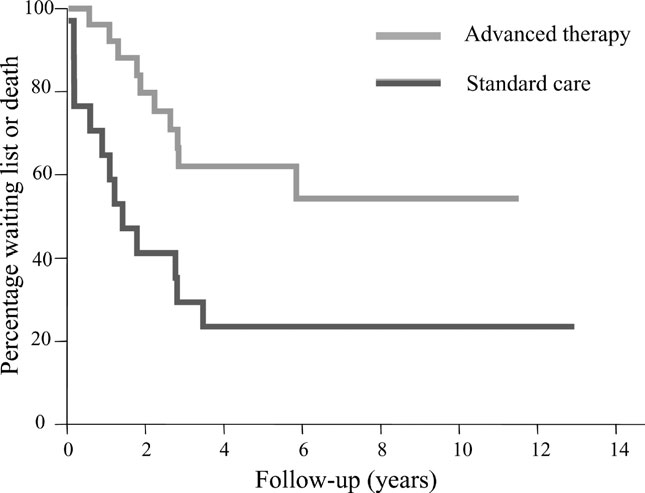 Percentage waiting list or death
100
80
60
40
20
0
Advanced therapy
Standard care
0 2 4 6 8 10 12 14
Follow-up (years)